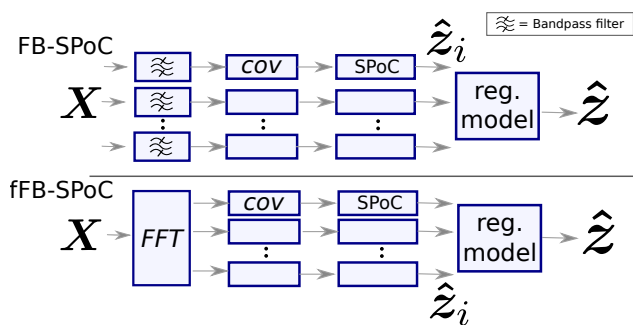 = Bandpass filter
FB-SPoC
cov
SPoC
ẑ_i
X
reg.
model
ẑ
fFB-SPoC
X
FFT
cov
SPoC
reg.
model
ẑ
ẑ_i